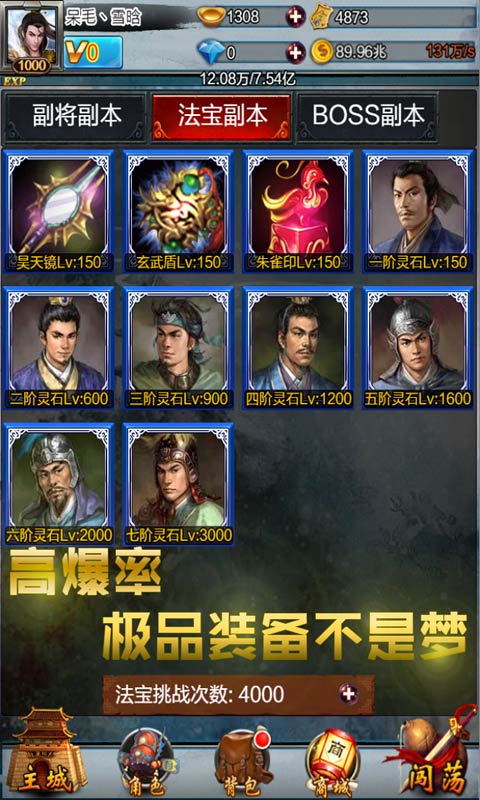 呆毛丶雪晗
1308
4873
1000
V0
0
89.96兆
131万/s
EXP
12.08万/7.54亿
副将副本
法宝副本
BOSS副本
昊天镜Lv:150
玄武盾Lv:150
朱雀印Lv:150
一阶灵石Lv:150
二阶灵石Lv:600
三阶灵石Lv:900
四阶灵石Lv:1200
五阶灵石Lv:1600
六阶灵石Lv:2000
七阶灵石Lv:3000
高爆率
极品装备不是梦
法宝挑战次数: 4000
商
主城
角色
背包
商城
闯荡